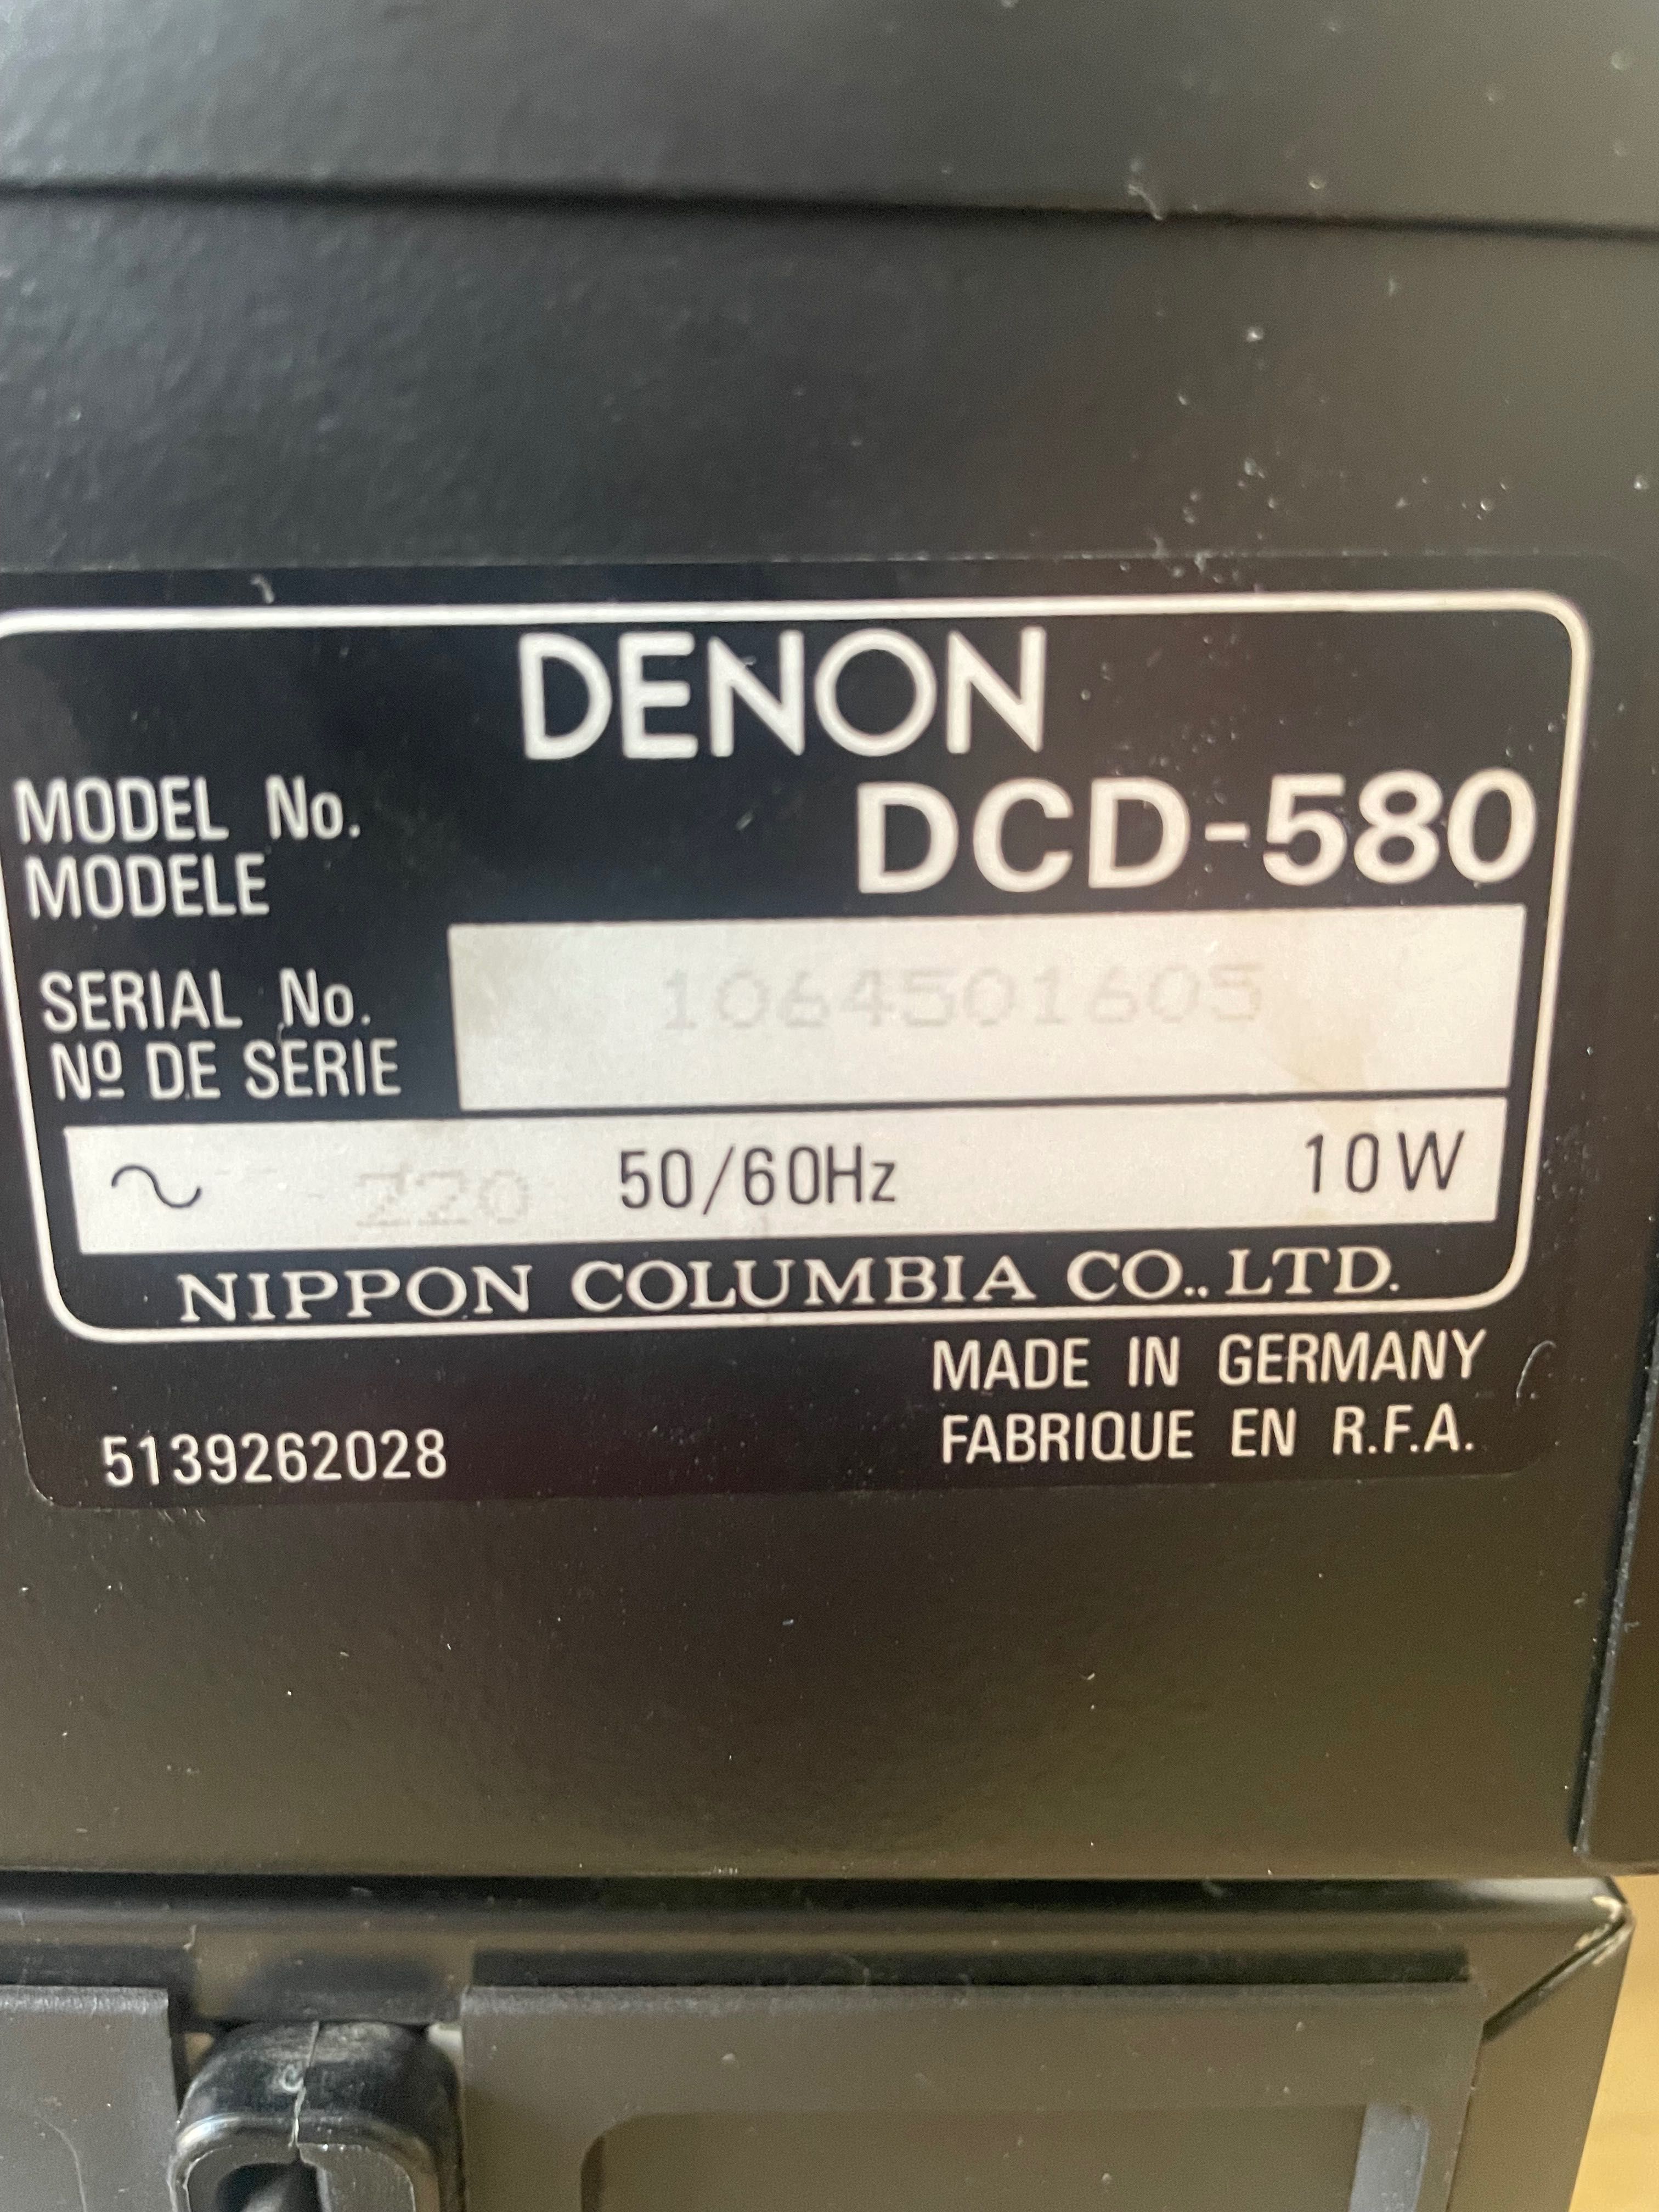 DENON
MODEL No. DCD-580
MODELE
SERIAL No. 1064501605
Nº DE SERIE
~ 220 50/60Hz 10W
NIPPON COLUMBIA CO., LTD.
MADE IN GERMANY
FABRIQUE EN R.F.A.
5139262028